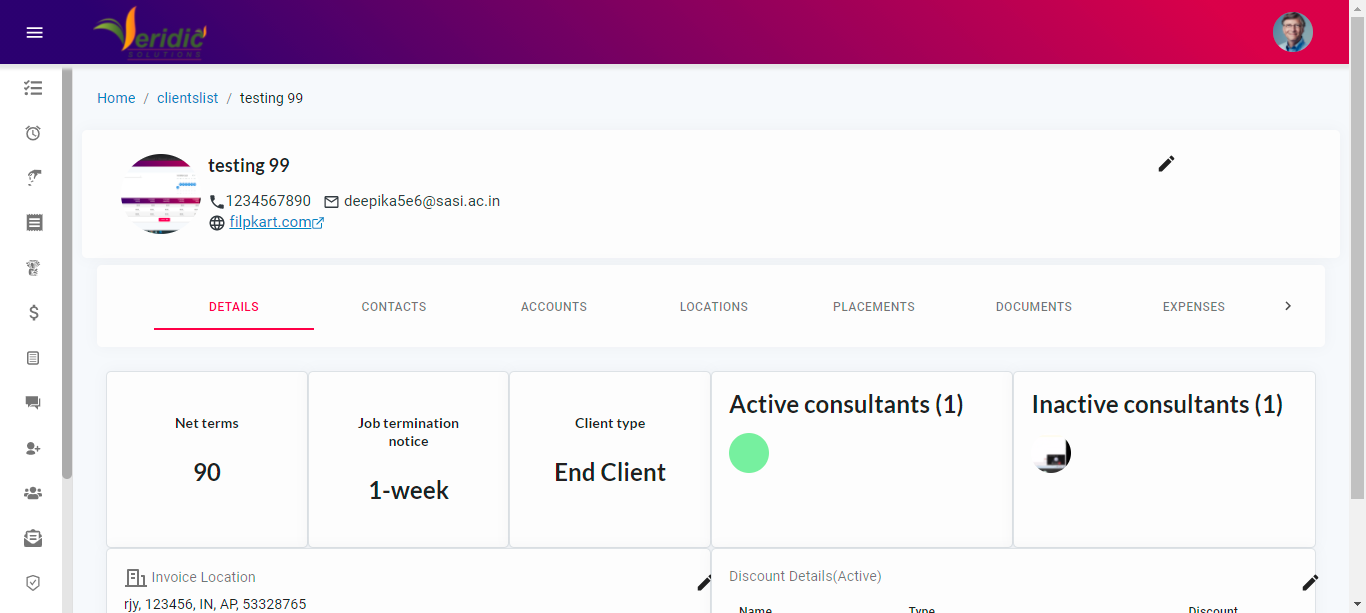 Veridic
SOLUTIONS
Home / clientslist / testing 99
testing 99
1234567890 deepika5e6@sasi.ac.in
filpkart.com
DETAILS CONTACTS ACCOUNTS LOCATIONS PLACEMENTS DOCUMENTS EXPENSES
Net terms
90
Job termination
notice
1-week
Client type
End Client
Active consultants (1)
Inactive consultants (1)
Invoice Location
rjy, 123456, IN, AP, 53328765
Discount Details(Active)
Name Type Discount